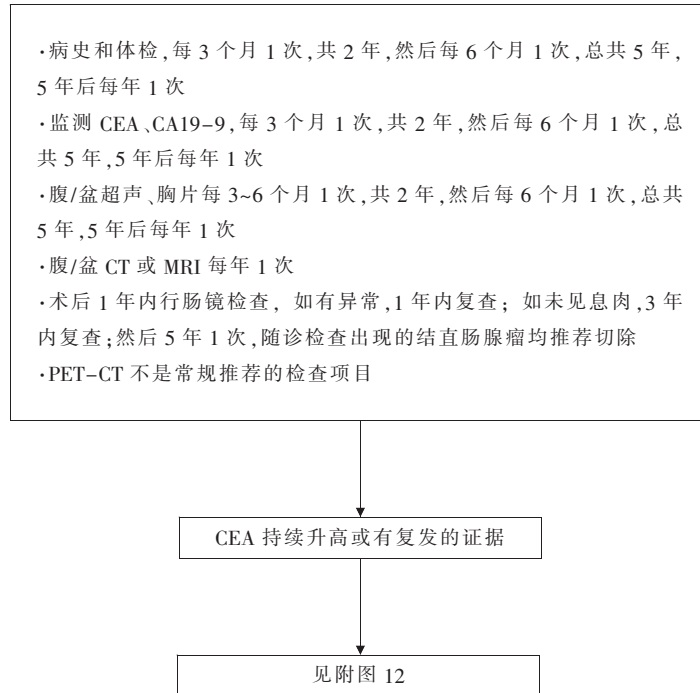 ·病史和体检,每 3 个月 1 次,共 2 年,然后每 6 个月 1 次,总共 5 年,
5 年后每年 1 次
·监测 CEA、CA19-9,每 3 个月 1 次,共 2 年,然后每 6 个月 1 次,总
共 5 年,5 年后每年 1 次
·腹/盆超声、胸片每 3~6 个月 1 次,共 2 年,然后每 6 个月 1 次,总共
5 年,5 年后每年 1 次
·腹/盆 CT 或 MRI 每年 1 次
·术后 1 年内行肠镜检查，如有异常,1 年内复查；如未见息肉,3 年
内复查;然后 5 年 1 次,随诊检查出现的结直肠腺瘤均推荐切除
·PET-CT 不是常规推荐的检查项目
CEA 持续升高或有复发的证据
见附图 12